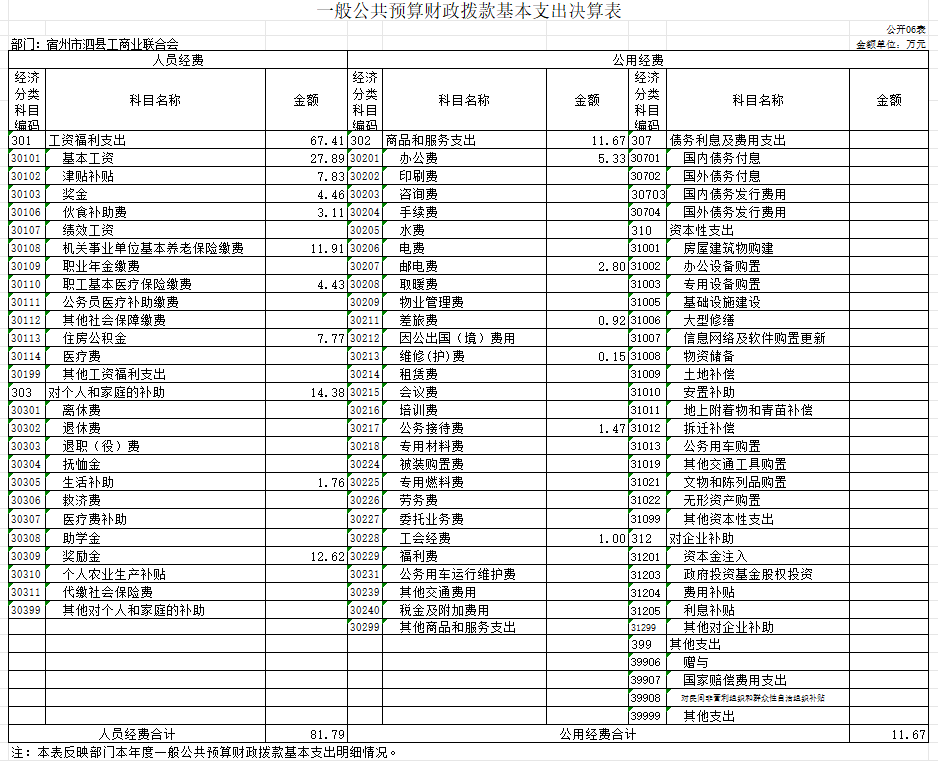 一般公共预算财政拨款基本支出决算表
公开06表
部门：宿州市泗县工商业联合会 金额单位：万元
人员经费 公用经费
经济分类科目编码 科目名称 金额 经济分类科目编码 科目名称 金额 经济分类科目编码 科目名称 金额
301 工资福利支出 67.41 302 商品和服务支出 11.67 307 债务利息及费用支出
30101 基本工资 27.89 30201 办公费 5.33 30701 国内债务付息
30102 津贴补贴 7.83 30202 印刷费 30702 国外债务付息
30103 奖金 4.46 30203 咨询费 30703 国内债务发行费用
30106 伙食补助费 3.11 30204 手续费 30704 国外债务发行费用
30107 绩效工资 30205 水费 310 资本性支出
30108 机关事业单位基本养老保险缴费 11.91 30206 电费 31001 房屋建筑物购建
30109 职业年金缴费 30207 邮电费 2.80 31002 办公设备购置
30110 职工基本医疗保险缴费 4.43 30208 取暖费 31003 专用设备购置
30111 公务员医疗补助缴费 30209 物业管理费 31005 基础设施建设
30112 其他社会保障缴费 30211 差旅费 0.92 31006 大型修缮
30113 住房公积金 7.77 30212 因公出国（境）费用 31007 信息网络及软件购置更新
30114 医疗费 30213 维修(护)费 0.15 31008 物资储备
30199 其他工资福利支出 30214 租赁费 31009 土地补偿
303 对个人和家庭的补助 14.38 30215 会议费 31010 安置补助
30301 离休费 30216 培训费 31011 地上附着物和青苗补偿
30302 退休费 30217 公务接待费 1.47 31012 拆迁补偿
30303 退职（役）费 30218 专用材料费 31013 公务用车购置
30304 抚恤金 30224 被装购置费 31019 其他交通工具购置
30305 生活补助 1.76 30225 专用燃料费 31021 文物和陈列品购置
30306 救济费 30226 劳务费 31022 无形资产购置
30307 医疗费补助 30227 委托业务费 31099 其他资本性支出
30308 助学金 30228 工会经费 1.00 312 对企业补助
30309 奖励金 12.62 30229 福利费 31201 资本金注入
30310 个人农业生产补贴 30231 公务用车运行维护费 31203 政府投资基金股权投资
30311 代缴社会保险费 30239 其他交通费用 31204 费用补贴
30399 其他对个人和家庭的补助 30240 税金及附加费用 31205 利息补贴
30299 其他商品和服务支出 31299 其他对企业补助
399 其他支出
39906 赠与
39907 国家赔偿费用支出
39908 对民间非营利组织和群众性自治组织补贴
39999 其他支出
人员经费合计 81.79 公用经费合计 11.67
注：本表反映部门本年度一般公共预算财政拨款基本支出明细情况。